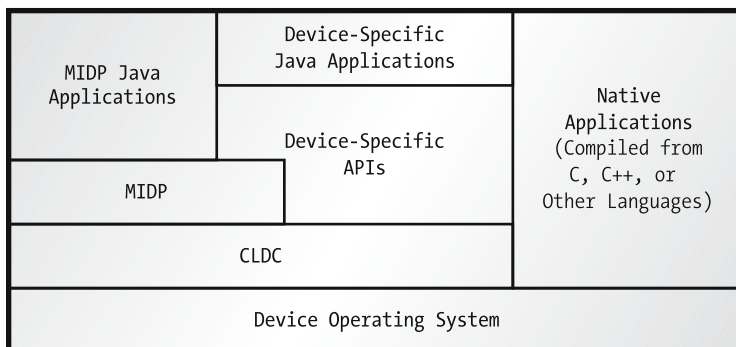 Device-Specific
Java Applications
MIDP Java
Applications
Native
Applications
(Compiled from
C, C++, or
Other Languages)
Device-Specific
APIs
MIDP
CLDC
Device Operating System